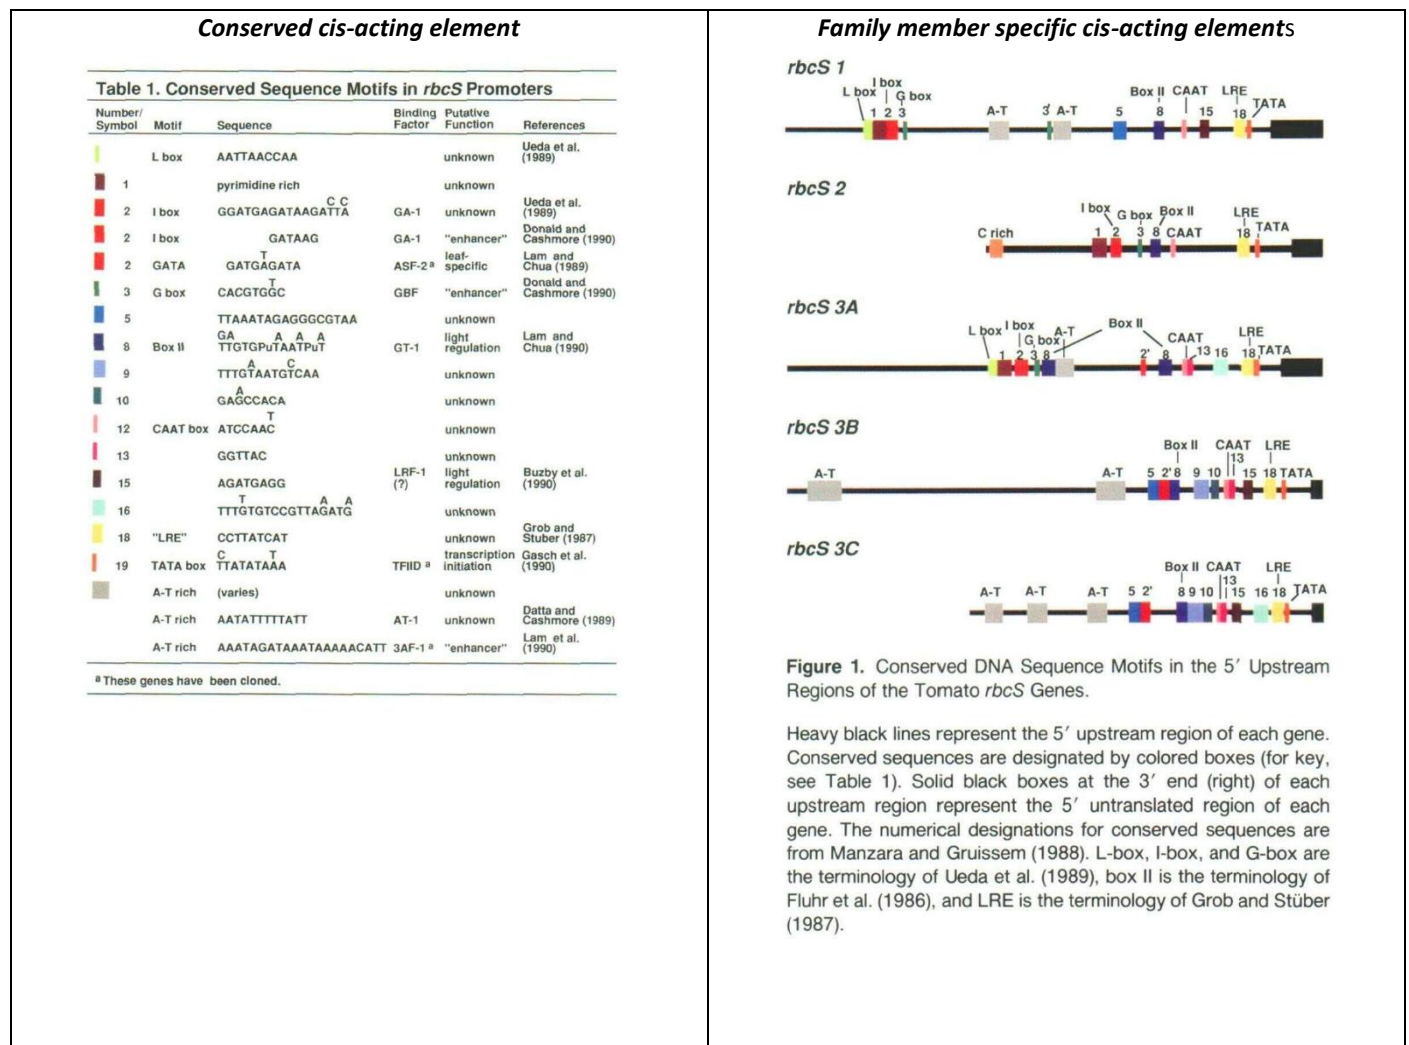 Conserved cis-acting element
Table 1. Conserved Sequence Motifs in rbcS Promoters
Number/ Binding Putative
Symbol Motif Sequence Factor Function References
L box AATTAACCAA unknown Ueda et al. (1989)
1 pyrimidine rich unknown
C C
2 I box GGATGAGATAAGATTA GA-1 unknown Ueda et al. (1989)
2 I box GATAAG GA-1 "enhancer" Donald and Cashmore (1990)
T
2 GATA GATGAGATA ASF-2 a leaf-specific Lam and Chua (1989)
T
3 G box CACGTGGC GBF "enhancer" Donald and Cashmore (1990)
5 TTAAATAGAGGGCGTAA unknown
GA A A A
8 Box II TTGTGPuTAATPuT GT-1 light regulation Lam and Chua (1990)
A C
9 TTTGTAATGTCAA unknown
A
10 GAGCCACA unknown
T
12 CAAT box ATCCAAC unknown
13 GGTTAC unknown
15 AGATGAGG LRF-1 (?) light regulation Buzby et al. (1990)
T A A
16 TTTGTGTCCGTTAGATG unknown
18 "LRE" CCTTATCAT unknown Grob and Stuber (1987)
C T
19 TATA box TTATATAAA TFIID a transcription initiation Gasch et al. (1990)
A-T rich (varies) unknown
A-T rich AATATTTTTATT AT-1 unknown Datta and Cashmore (1989)
A-T rich AAATAGATAAATAAAAACATT 3AF-1 a "enhancer" Lam et al. (1990)
a These genes have been cloned.
Family member specific cis-acting elements
rbcS 1
I box
L box G box Box II CAAT LRE TATA
1 2 3 A-T 3' A-T 5 8 15 18
rbcS 2
I box G box Box II LRE
C rich 1 2 3 8 CAAT 18 TATA
rbcS 3A
L box I box G box A-T Box II CAAT LRE
1 2 3 8 2' 8 13 16 18 TATA
rbcS 3B
Box II CAAT LRE
13
A-T A-T 5 2' 8 9 10 15 18 TATA
rbcS 3C
Box II CAAT LRE
13
A-T A-T A-T 5 2' 8 9 10 15 16 18 TATA
Figure 1. Conserved DNA Sequence Motifs in the 5′ Upstream
Regions of the Tomato rbcS Genes.
Heavy black lines represent the 5′ upstream region of each gene.
Conserved sequences are designated by colored boxes (for key,
see Table 1). Solid black boxes at the 3′ end (right) of each
upstream region represent the 5′ untranslated region of each
gene. The numerical designations for conserved sequences are
from Manzara and Gruissem (1988). L-box, I-box, and G-box are
the terminology of Ueda et al. (1989), box II is the terminology of
Fluhr et al. (1986), and LRE is the terminology of Grob and Stüber
(1987).